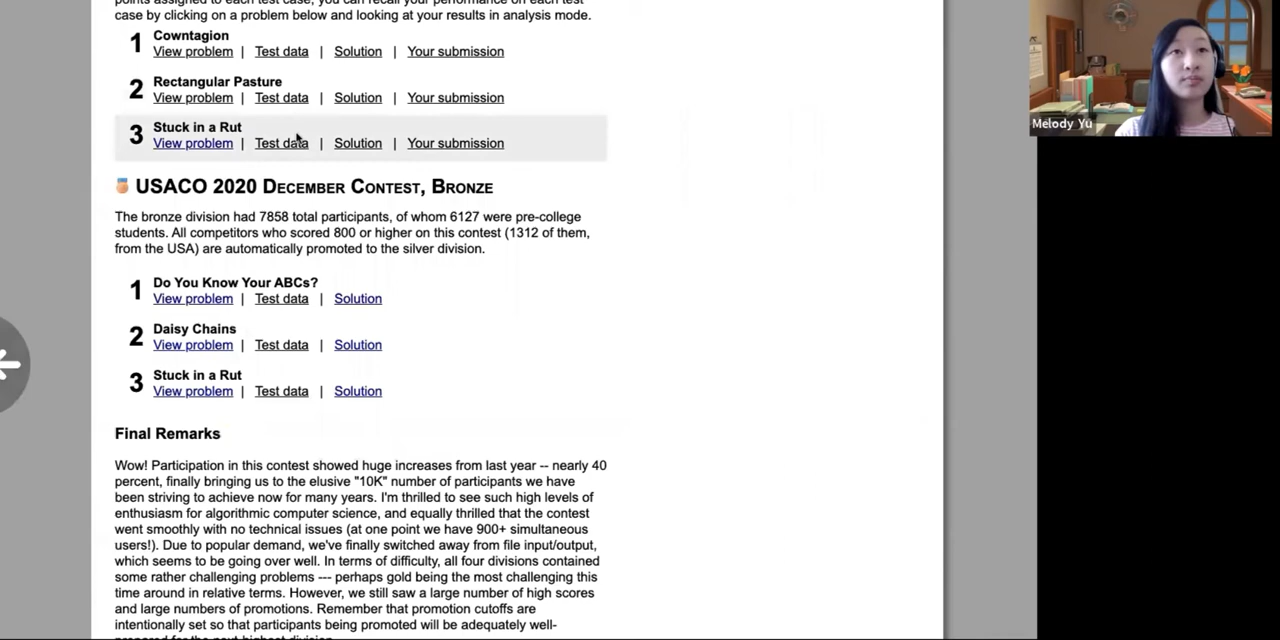 points assigned to each test case, you can recall your performance on each test
case by clicking on a problem below and looking at your results in analysis mode.
1 Cowntagion
View problem | Test data | Solution | Your submission
2 Rectangular Pasture
View problem | Test data | Solution | Your submission
3 Stuck in a Rut
View problem | Test data | Solution | Your submission
USACO 2020 December Contest, Bronze
The bronze division had 7858 total participants, of whom 6127 were pre-college
students. All competitors who scored 800 or higher on this contest (1312 of them,
from the USA) are automatically promoted to the silver division.
1 Do You Know Your ABCs?
View problem | Test data | Solution
2 Daisy Chains
View problem | Test data | Solution
3 Stuck in a Rut
View problem | Test data | Solution
Final Remarks
Wow! Participation in this contest showed huge increases from last year -- nearly 40
percent, finally bringing us to the elusive "10K" number of participants we have
been striving to achieve now for many years. I'm thrilled to see such high levels of
enthusiasm for algorithmic computer science, and equally thrilled that the contest
went smoothly with no technical issues (at one point we have 900+ simultaneous
users!). Due to popular demand, we've finally switched away from file input/output,
which seems to be going over well. In terms of difficulty, all four divisions contained
some rather challenging problems --- perhaps gold being the most challenging this
time around in relative terms. However, we still saw a large number of high scores
and large numbers of promotions. Remember that promotion cutoffs are
intentionally set so that participants being promoted will be adequately well-
prepared for the next-highest division.
Melody Yu